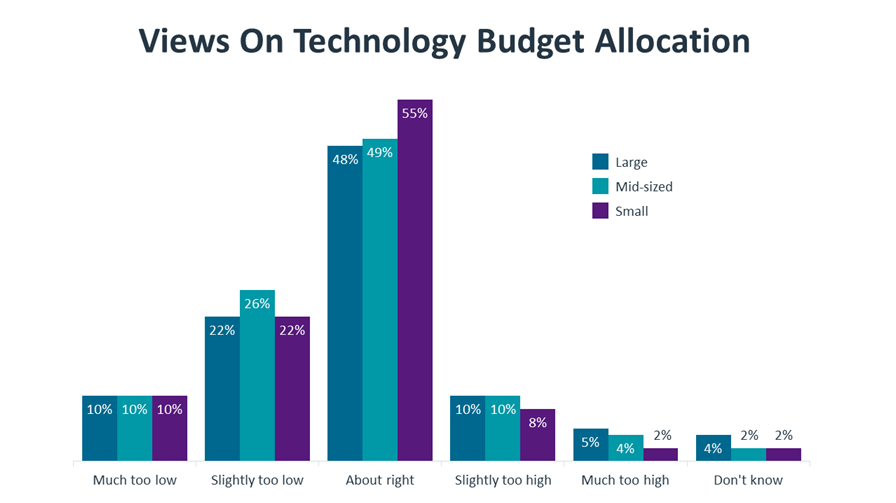 Views On Technology Budget Allocation
55%
48% 49%
Large
Mid-sized
Small
26%
22% 22%
10% 10% 10%
10% 10% 8%
5% 4% 2%
4% 2% 2%
Much too low Slightly too low About right Slightly too high Much too high Don't know